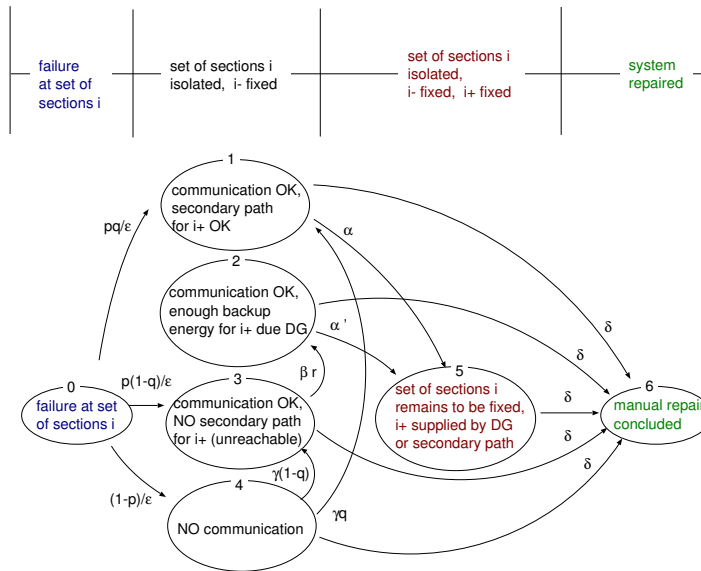 failure
at set of
sections i
set of sections i
isolated, i- fixed
set of sections i
isolated,
i- fixed, i+ fixed
system
repaired
1
communication OK,
secondary path
for i+ OK
pq/ε
α
2
communication OK,
enough backup
energy for i+ due DG
α '
δ
β r
δ
0
failure at set
of sections i
p(1-q)/ε
3
communication OK,
NO secondary path
for i+ (unreachable)
5
set of sections i
remains to be fixed,
i+ supplied by DG
or secondary path
δ
δ
6
manual repair
concluded
γ(1-q)
(1-p)/ε
4
NO communication
γq
δ